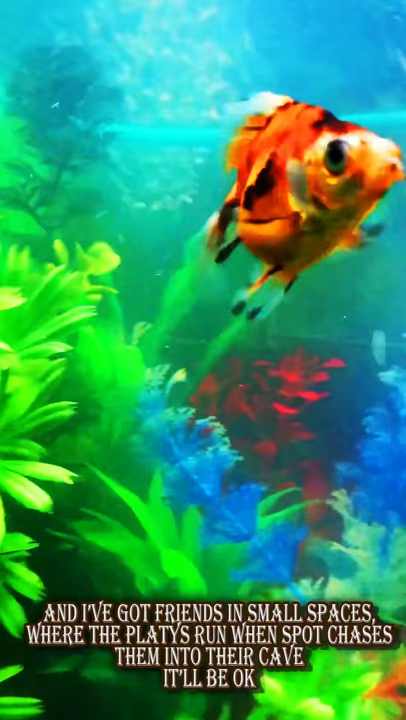 AND I'VE GOT FRIENDS IN SMALL SPACES,
WHERE THE PLATYS RUN WHEN SPOT CHASES
THEM INTO THEIR CAVE
IT'LL BE OK